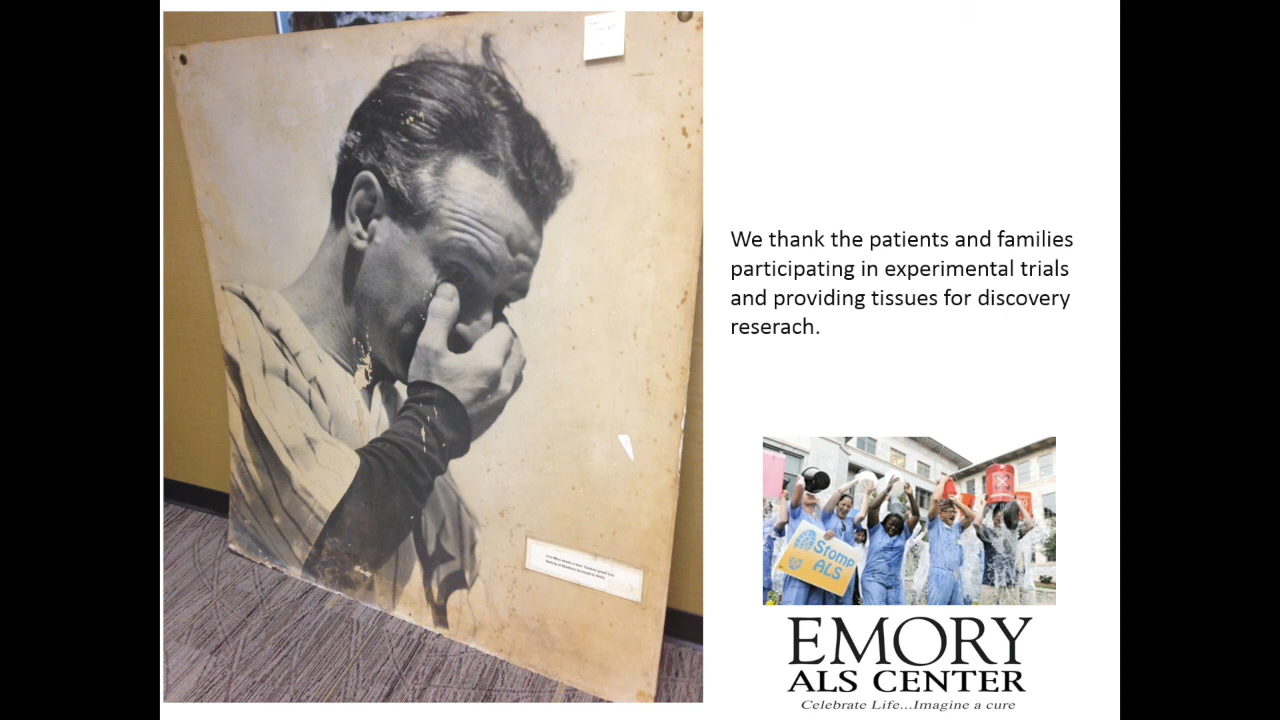 We thank the patients and families
participating in experimental trials
and providing tissues for discovery
reserach.
Stomp
ALS
EMORY
ALS CENTER
Celebrate Life...Imagine a cure